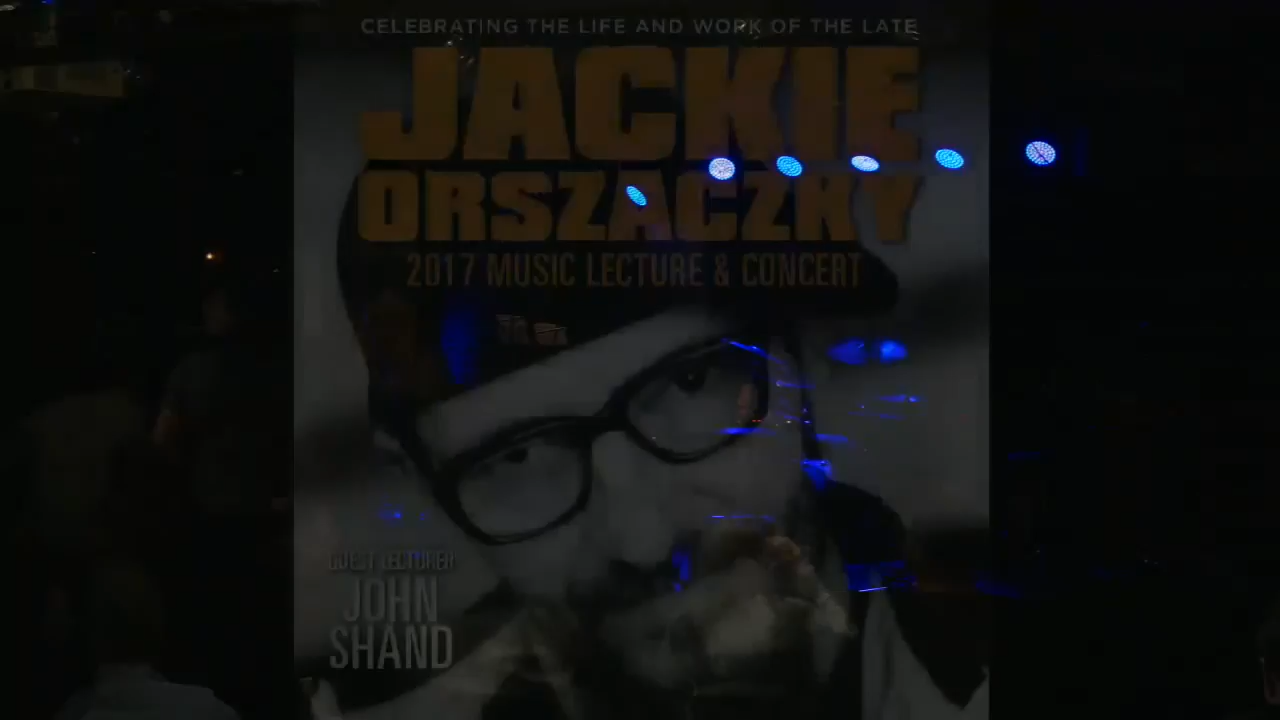 CELEBRATING THE LIFE AND WORK OF THE LATE
JACKIE
ORSZACZKY
2017 MUSIC LECTURE & CONCERT
GUEST LECTURER
JOHN
SHAND